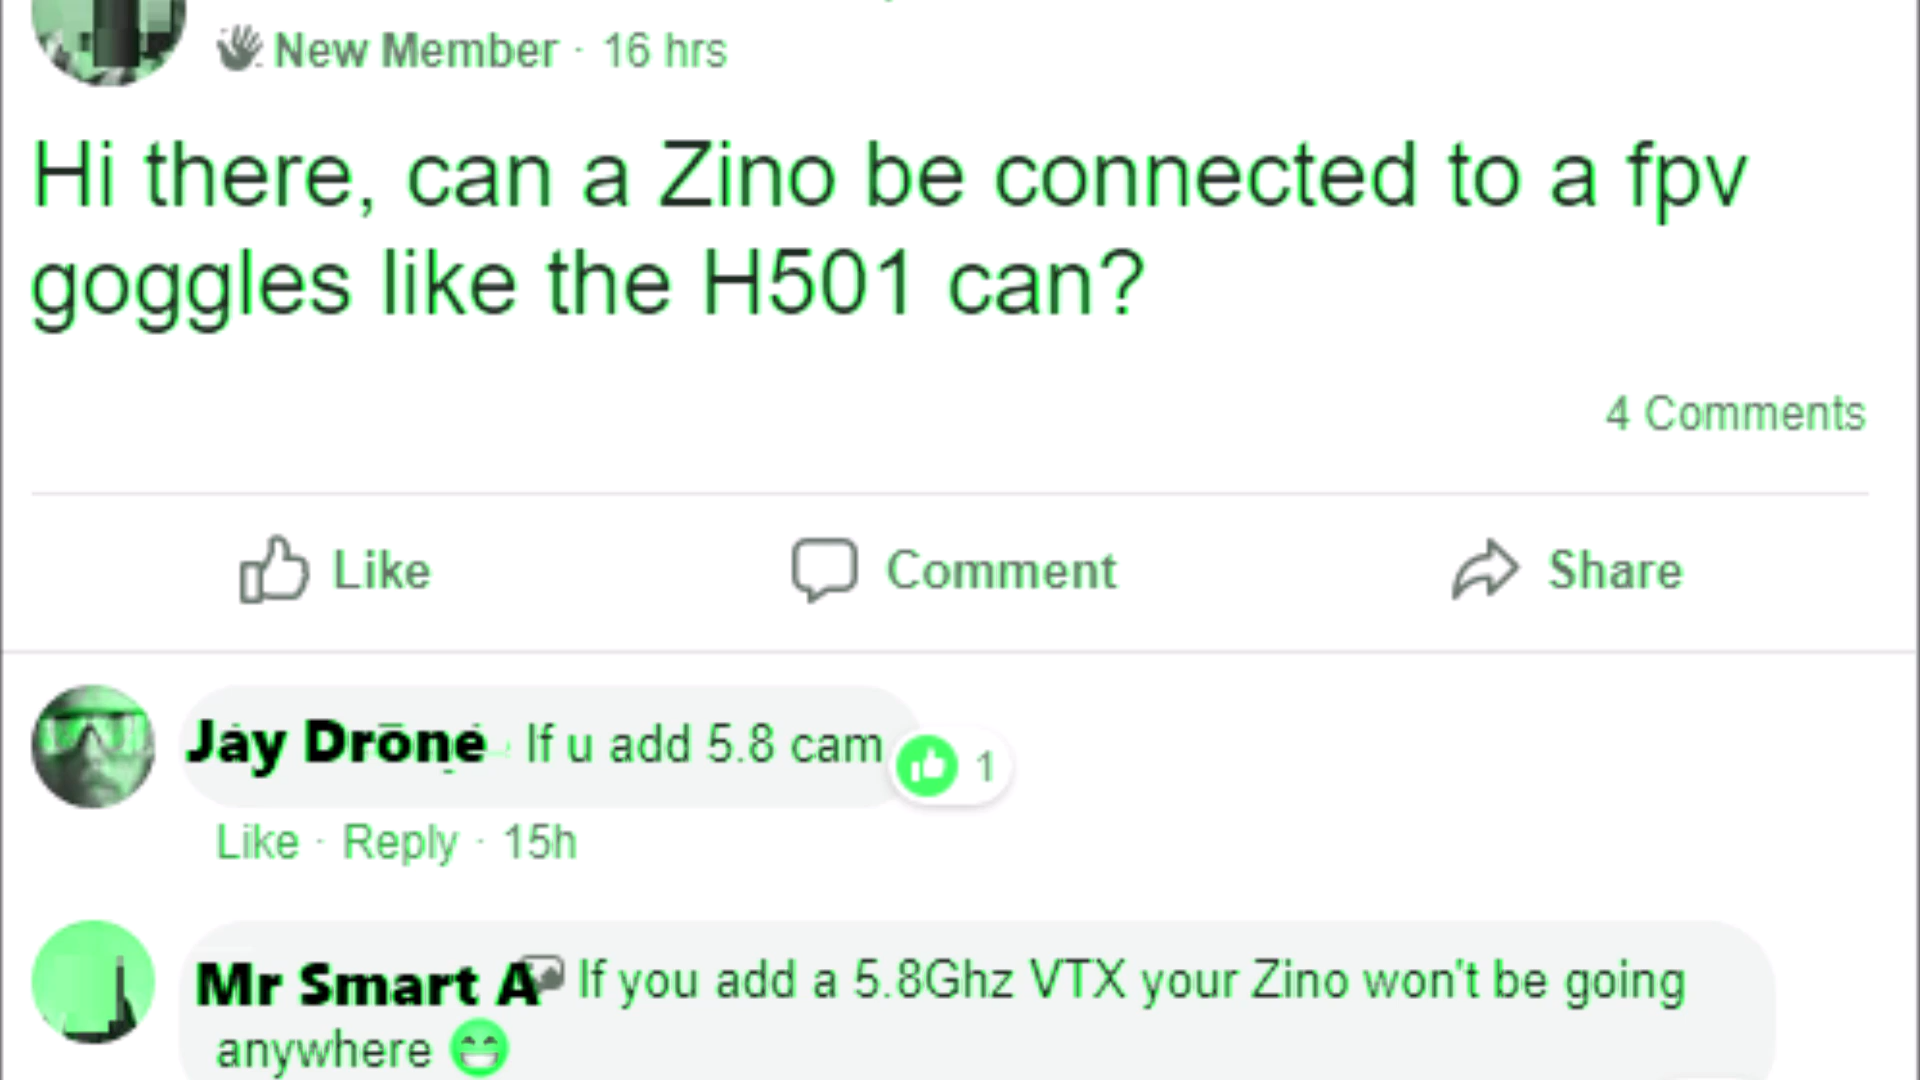 New Member · 16 hrs
Hi there, can a Zino be connected to a fpv
goggles like the H501 can?
4 Comments
Like Comment Share
Jay Drone If u add 5.8 cam 1
Like · Reply · 15h
Mr Smart A If you add a 5.8Ghz VTX your Zino won't be going
anywhere